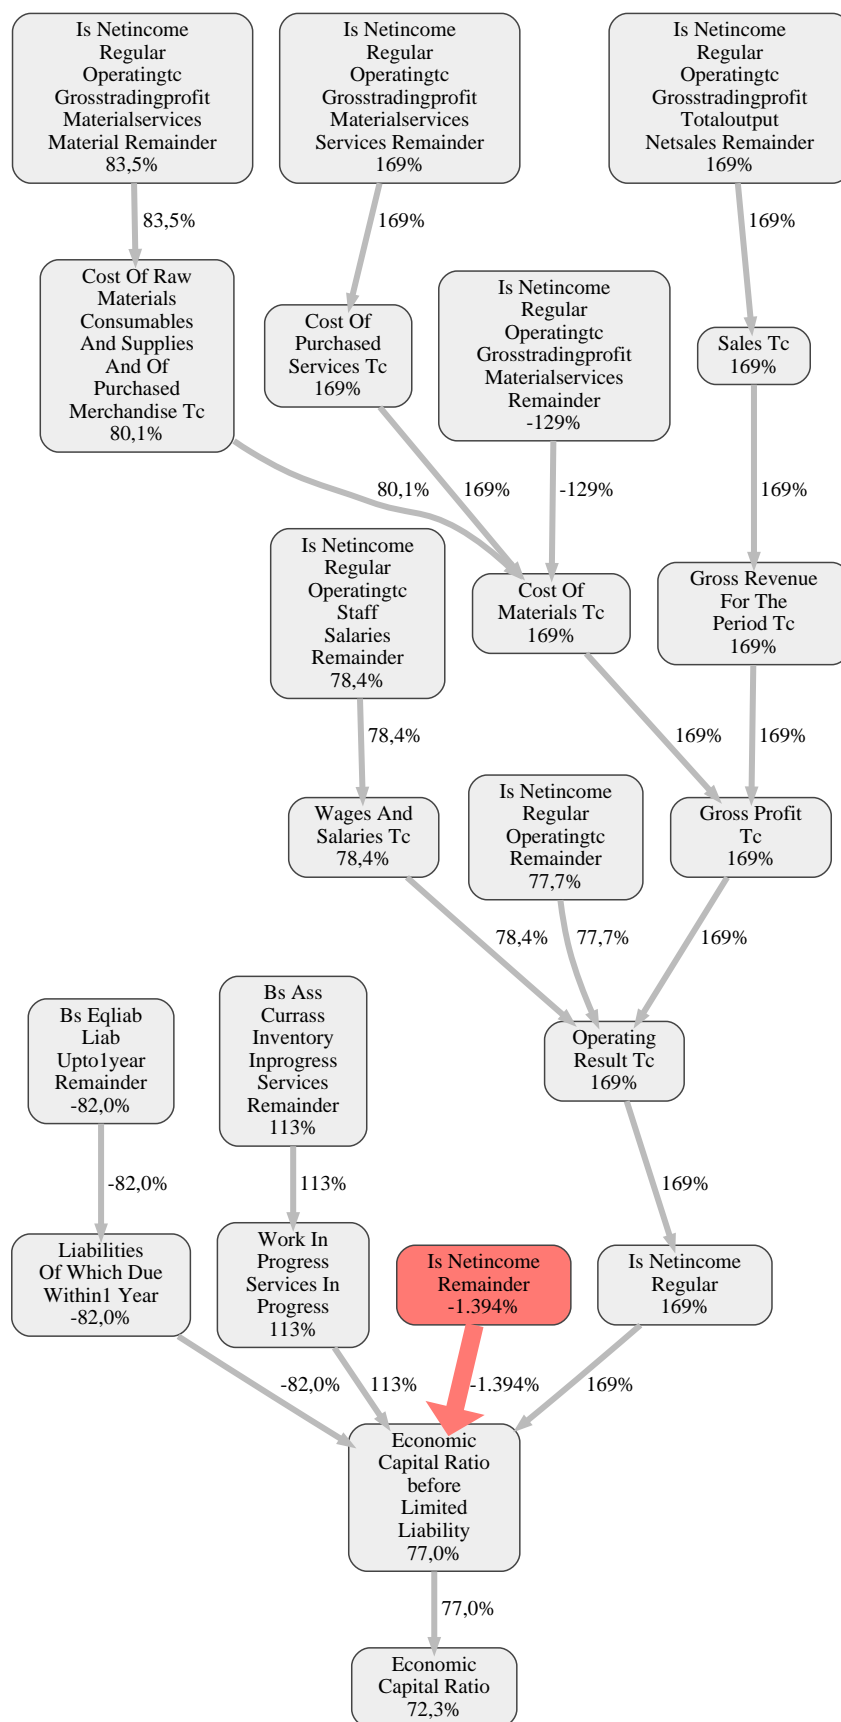 Is Netincome
Regular
Operatingtc
Grosstradingprofit
Materialservices
Material Remainder
83,5%
Is Netincome
Regular
Operatingtc
Grosstradingprofit
Materialservices
Services Remainder
169%
Is Netincome
Regular
Operatingtc
Grosstradingprofit
Totaloutput
Netsales Remainder
169%
83,5%
169%
169%
Cost Of Raw
Materials
Consumables
And Supplies
And Of
Purchased
Merchandise Tc
80,1%
Cost Of
Purchased
Services Tc
169%
Is Netincome
Regular
Operatingtc
Grosstradingprofit
Materialservices
Remainder
-129%
Sales Tc
169%
80,1%
169%
-129%
169%
Is Netincome
Regular
Operatingtc
Staff
Salaries
Remainder
78,4%
Cost Of
Materials Tc
169%
Gross Revenue
For The
Period Tc
169%
78,4%
169%
169%
Wages And
Salaries Tc
78,4%
Is Netincome
Regular
Operatingtc
Remainder
77,7%
Gross Profit
Tc
169%
78,4%
77,7%
169%
Bs Eqliab
Liab
Upto1year
Remainder
-82,0%
Bs Ass
Currass
Inventory
Inprogress
Services
Remainder
113%
Operating
Result Tc
169%
-82,0%
113%
169%
Liabilities
Of Which Due
Within1 Year
-82,0%
Work In
Progress
Services In
Progress
113%
Is Netincome
Remainder
-1.394%
Is Netincome
Regular
169%
-82,0%
113%
-1.394%
169%
Economic
Capital Ratio
before
Limited
Liability
77,0%
77,0%
Economic
Capital Ratio
72,3%